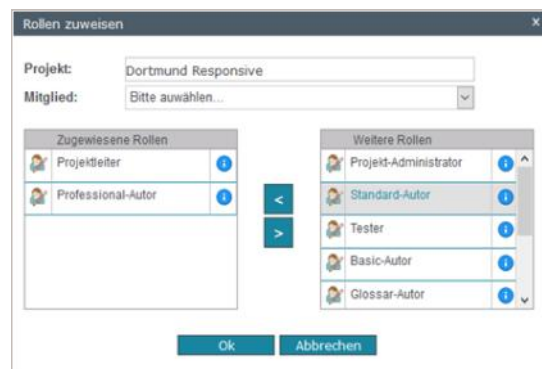 Rollen zuweisen x
Projekt: Dortmund Responsive
Mitglied: Bitte auwählen...
Zugewiesene Rollen
Projektleiter
Professional-Autor
<
>
Weitere Rollen
Projekt-Administrator
Standard-Autor
Tester
Basic-Autor
Glossar-Autor
Ok Abbrechen